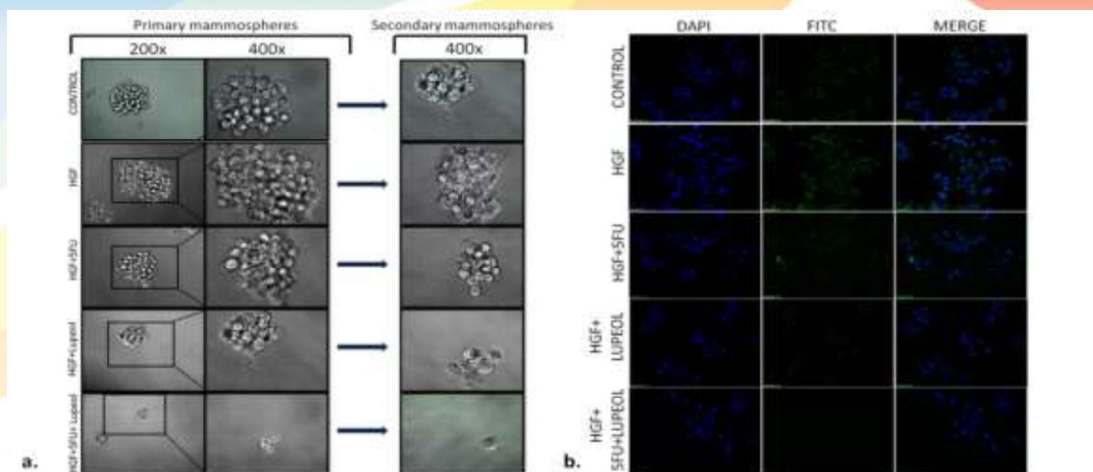 Primary mammospheres
Secondary mammospheres
200x
400x
400x
CONTROL
HGF
HGF+5FU
HGF+Lupeol
HGF+5FU+ Lupeol
a.
DAPI
FITC
MERGE
CONTROL
HGF
HGF+5FU
HGF+
LUPEOL
HGF+
5FU+LUPEOL
b.